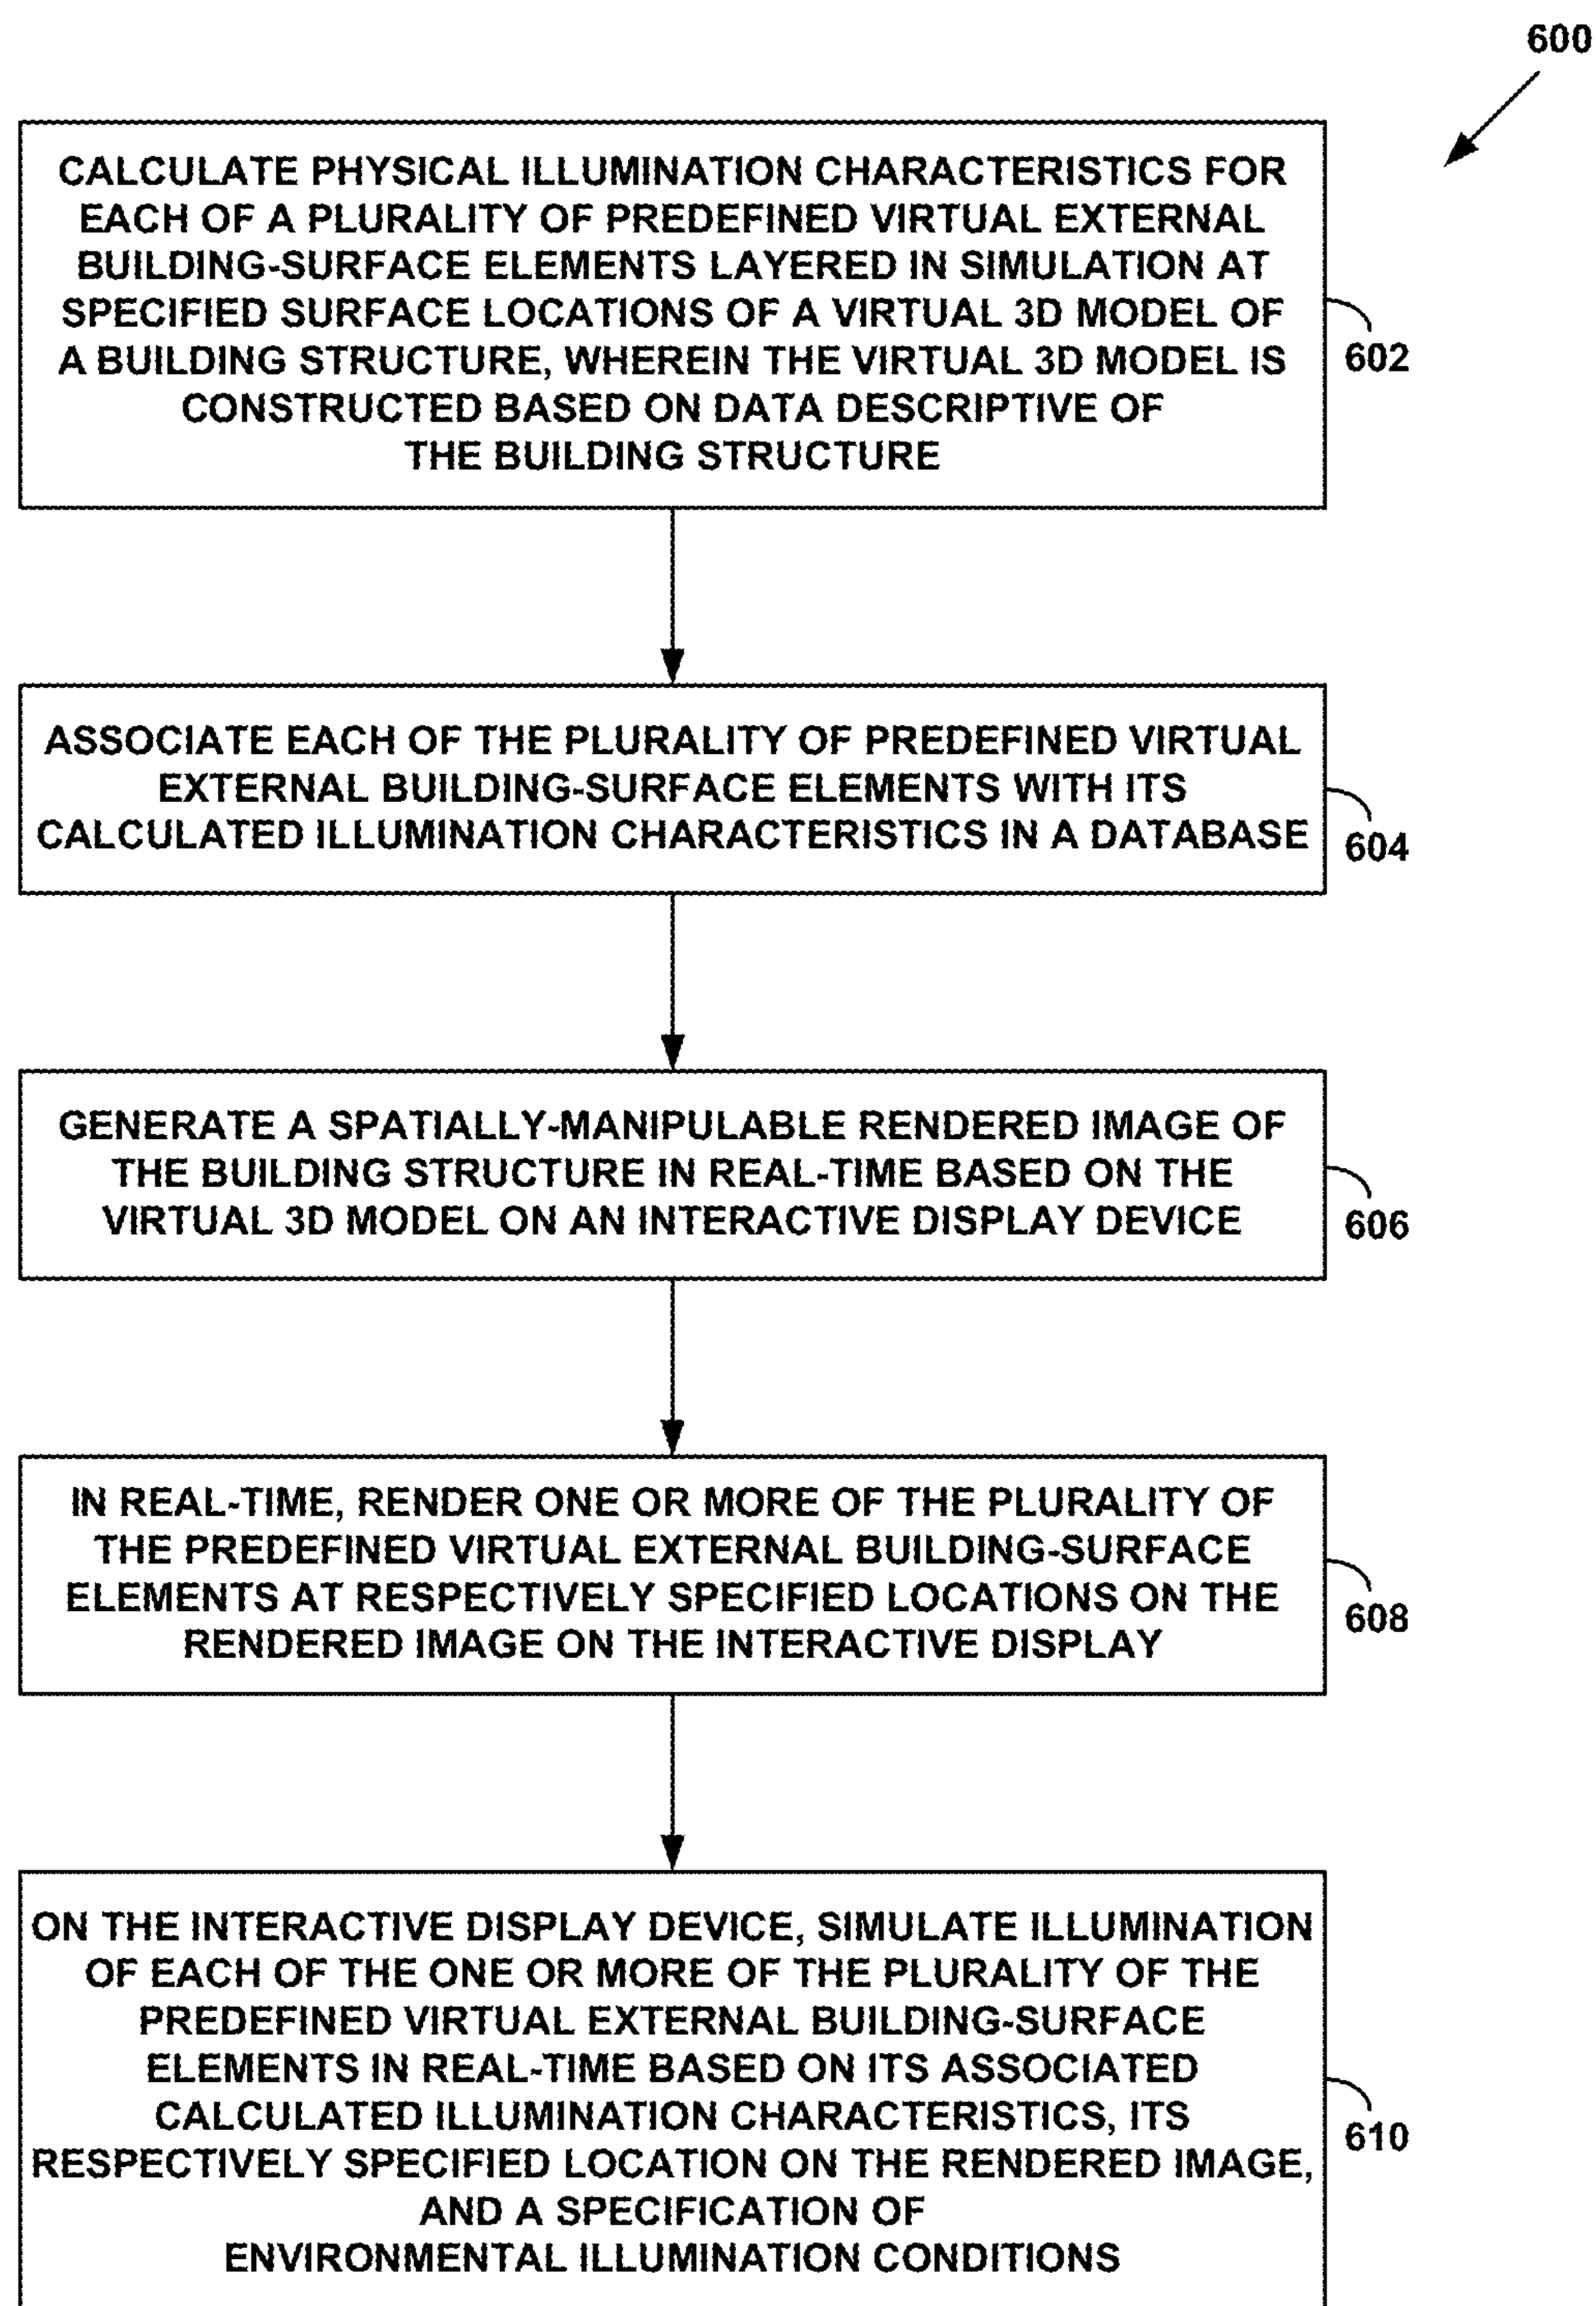 600
CALCULATE PHYSICAL ILLUMINATION CHARACTERISTICS FOR
EACH OF A PLURALITY OF PREDEFINED VIRTUAL EXTERNAL
BUILDING-SURFACE ELEMENTS LAYERED IN SIMULATION AT
SPECIFIED SURFACE LOCATIONS OF A VIRTUAL 3D MODEL OF
A BUILDING STRUCTURE, WHEREIN THE VIRTUAL 3D MODEL IS
CONSTRUCTED BASED ON DATA DESCRIPTIVE OF
THE BUILDING STRUCTURE
602
ASSOCIATE EACH OF THE PLURALITY OF PREDEFINED VIRTUAL
EXTERNAL BUILDING-SURFACE ELEMENTS WITH ITS
CALCULATED ILLUMINATION CHARACTERISTICS IN A DATABASE
604
GENERATE A SPATIALLY-MANIPULABLE RENDERED IMAGE OF
THE BUILDING STRUCTURE IN REAL-TIME BASED ON THE
VIRTUAL 3D MODEL ON AN INTERACTIVE DISPLAY DEVICE
606
IN REAL-TIME, RENDER ONE OR MORE OF THE PLURALITY OF
THE PREDEFINED VIRTUAL EXTERNAL BUILDING-SURFACE
ELEMENTS AT RESPECTIVELY SPECIFIED LOCATIONS ON THE
RENDERED IMAGE ON THE INTERACTIVE DISPLAY
608
ON THE INTERACTIVE DISPLAY DEVICE, SIMULATE ILLUMINATION
OF EACH OF THE ONE OR MORE OF THE PLURALITY OF THE
PREDEFINED VIRTUAL EXTERNAL BUILDING-SURFACE
ELEMENTS IN REAL-TIME BASED ON ITS ASSOCIATED
CALCULATED ILLUMINATION CHARACTERISTICS, ITS
RESPECTIVELY SPECIFIED LOCATION ON THE RENDERED IMAGE,
AND A SPECIFICATION OF
ENVIRONMENTAL ILLUMINATION CONDITIONS
610